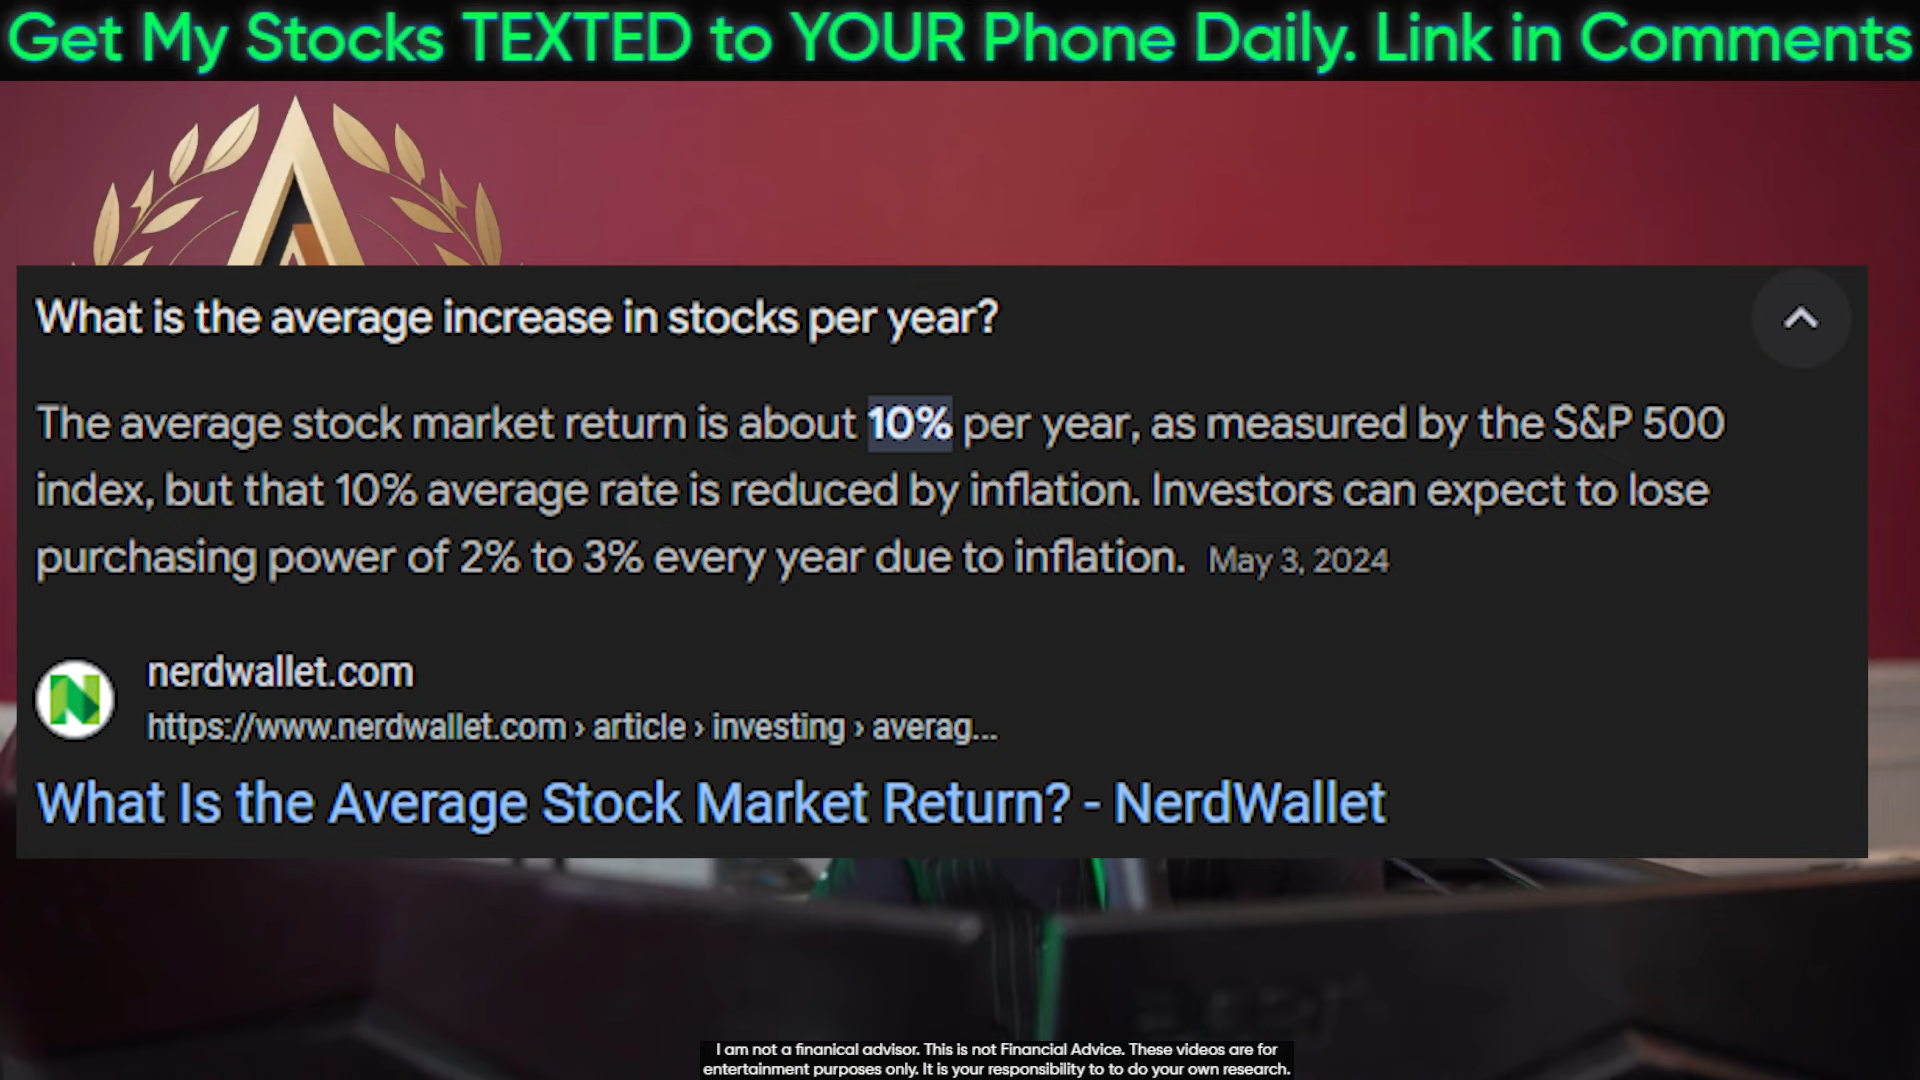 Get My Stocks TEXTED to YOUR Phone Daily. Link in Comments
What is the average increase in stocks per year?
The average stock market return is about 10% per year, as measured by the S&P 500
index, but that 10% average rate is reduced by inflation. Investors can expect to lose
purchasing power of 2% to 3% every year due to inflation. May 3, 2024
nerdwallet.com
https://www.nerdwallet.com › article › investing › averag...
What Is the Average Stock Market Return? - NerdWallet
I am not a finanical advisor. This is not Financial Advice. These videos are for
entertainment purposes only. It is your responsibility to to do your own research.